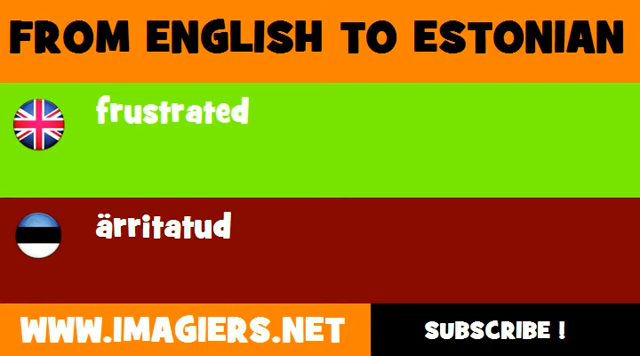 FROM ENGLISH TO ESTONIAN
frustrated
ärritatud
WWW.IMAGIERS.NET
SUBSCRIBE !